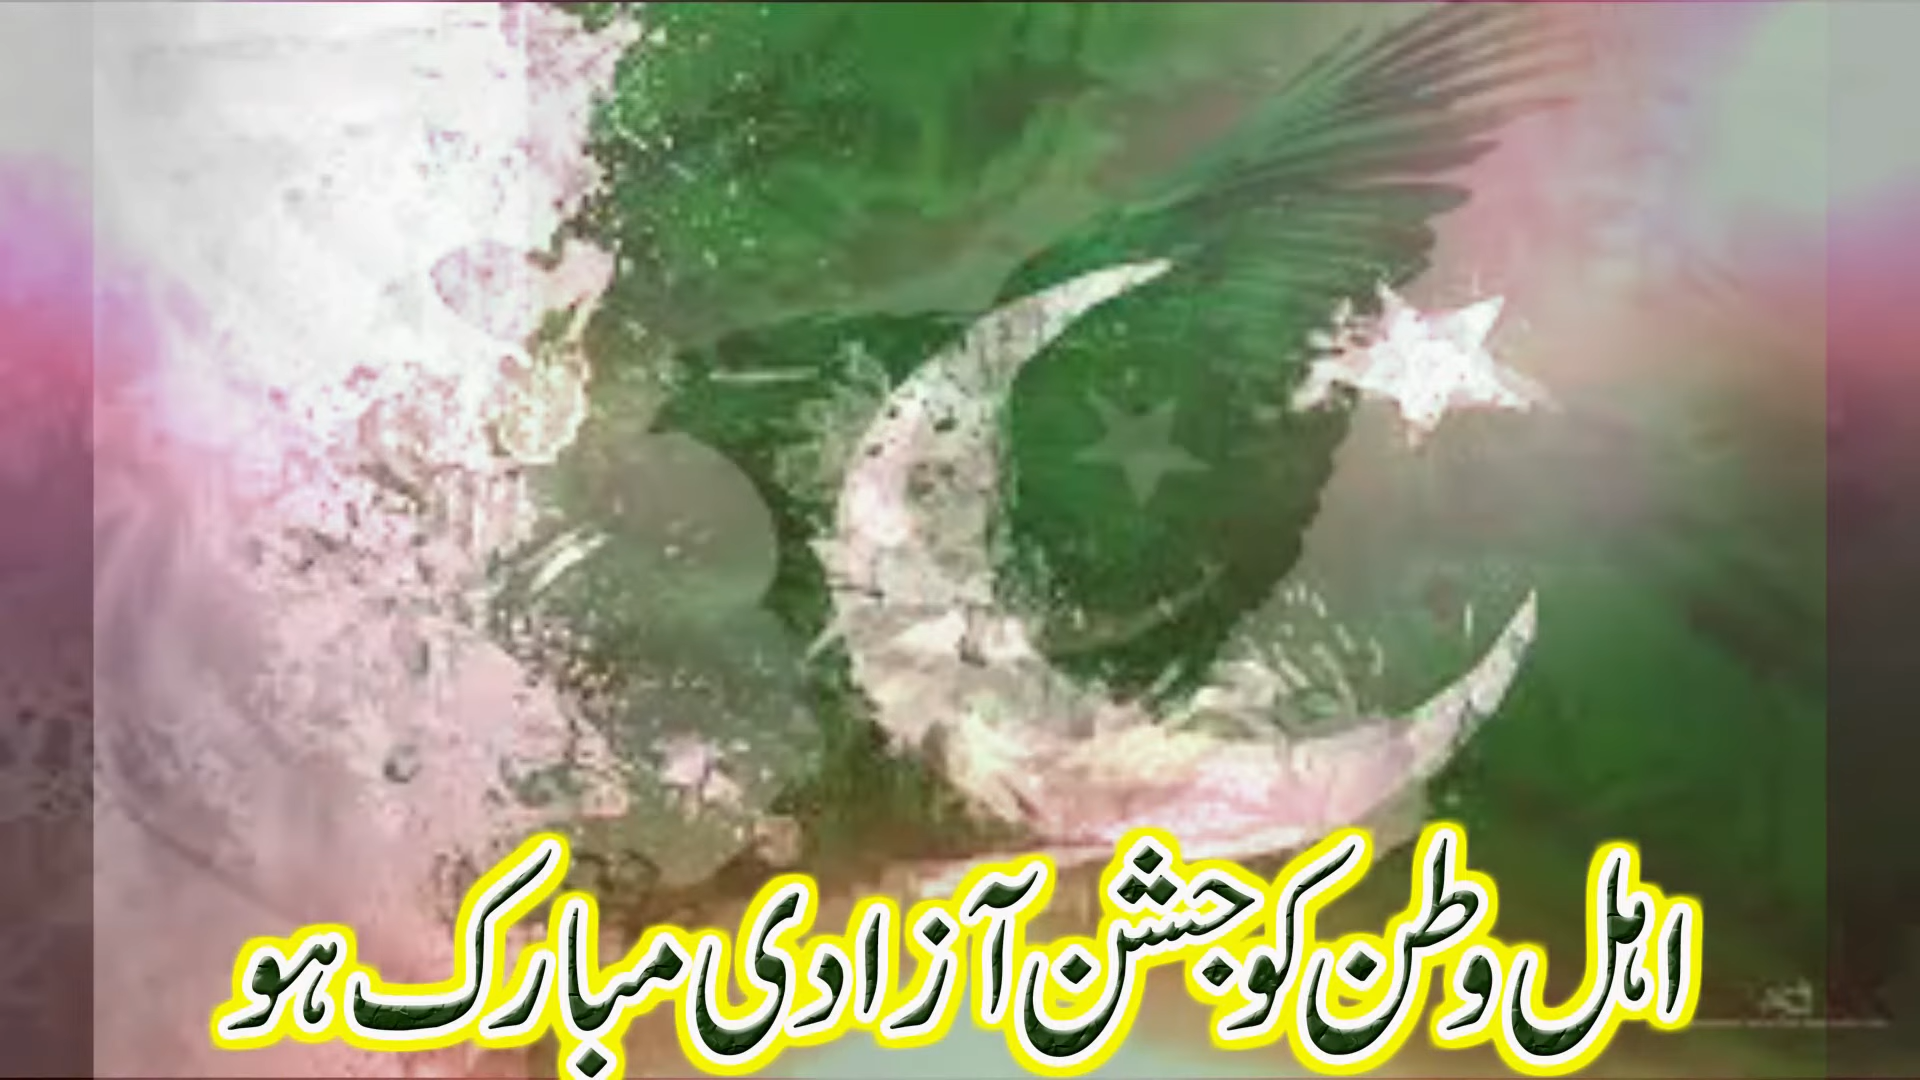 اہل وطن کو جشن آزادی مبارک ہو